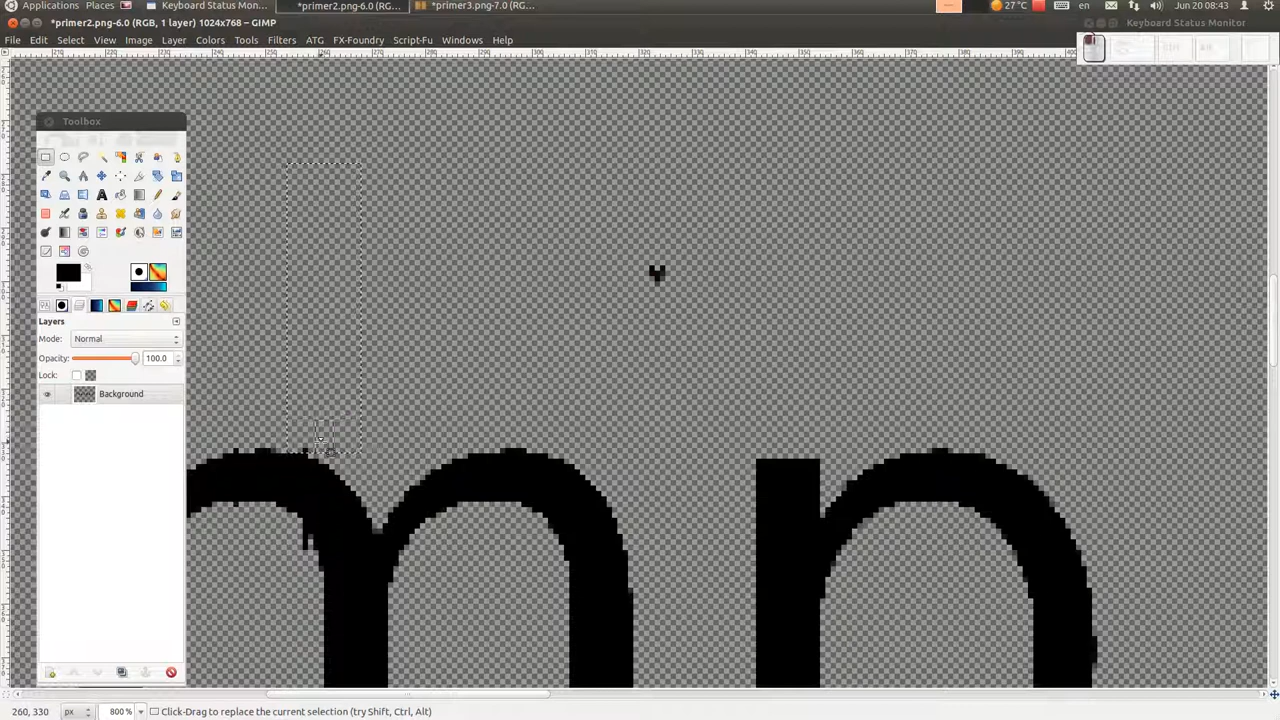 Applications Places Keyboard Status Mon... *primer2.png-6.0 (RGB, ... *primer3.png-7.0 (RGB,... 27 °C en Jun 20 08:43
*primer2.png-6.0 (RGB, 1 layer) 1024x768 – GIMP
Keyboard Status Monitor
File Edit Select View Image Layer Colors Tools Filters ATG FX-Foundry Script-Fu Windows Help
Toolbox
Layers
Mode: Normal
Opacity: 100.0
Lock:
Background
m n
260, 330 px 800% Click-Drag to replace the current selection (try Shift, Ctrl, Alt)